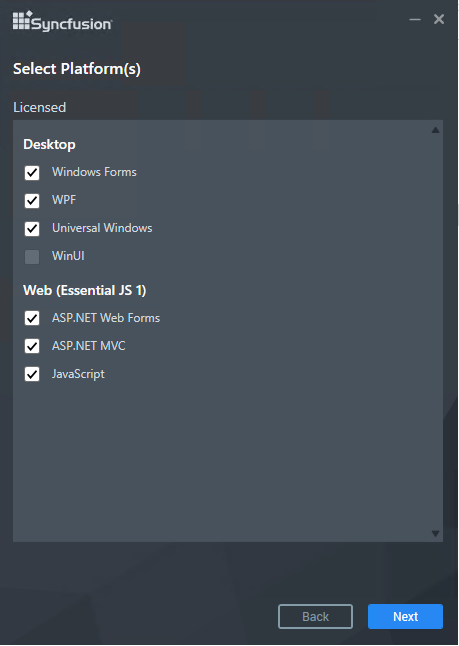 Syncfusion
Select Platform(s)
Licensed
Desktop
Windows Forms
WPF
Universal Windows
WinUI
Web (Essential JS 1)
ASP.NET Web Forms
ASP.NET MVC
JavaScript
Back
Next